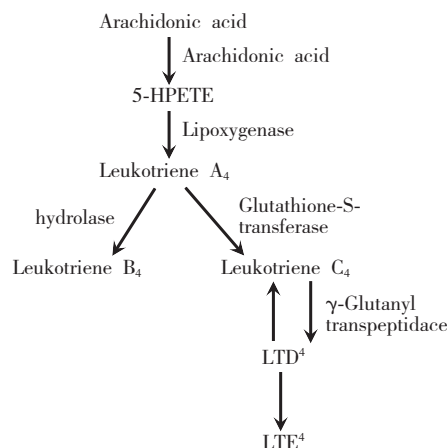 Arachidonic acid
Arachidonic acid
5-HPETE
Lipoxygenase
Leukotriene A₄
hydrolase
Glutathione-S-
transferase
Leukotriene B₄
Leukotriene C₄
γ-Glutanyl
transpeptidace
LTD⁴
LTE⁴